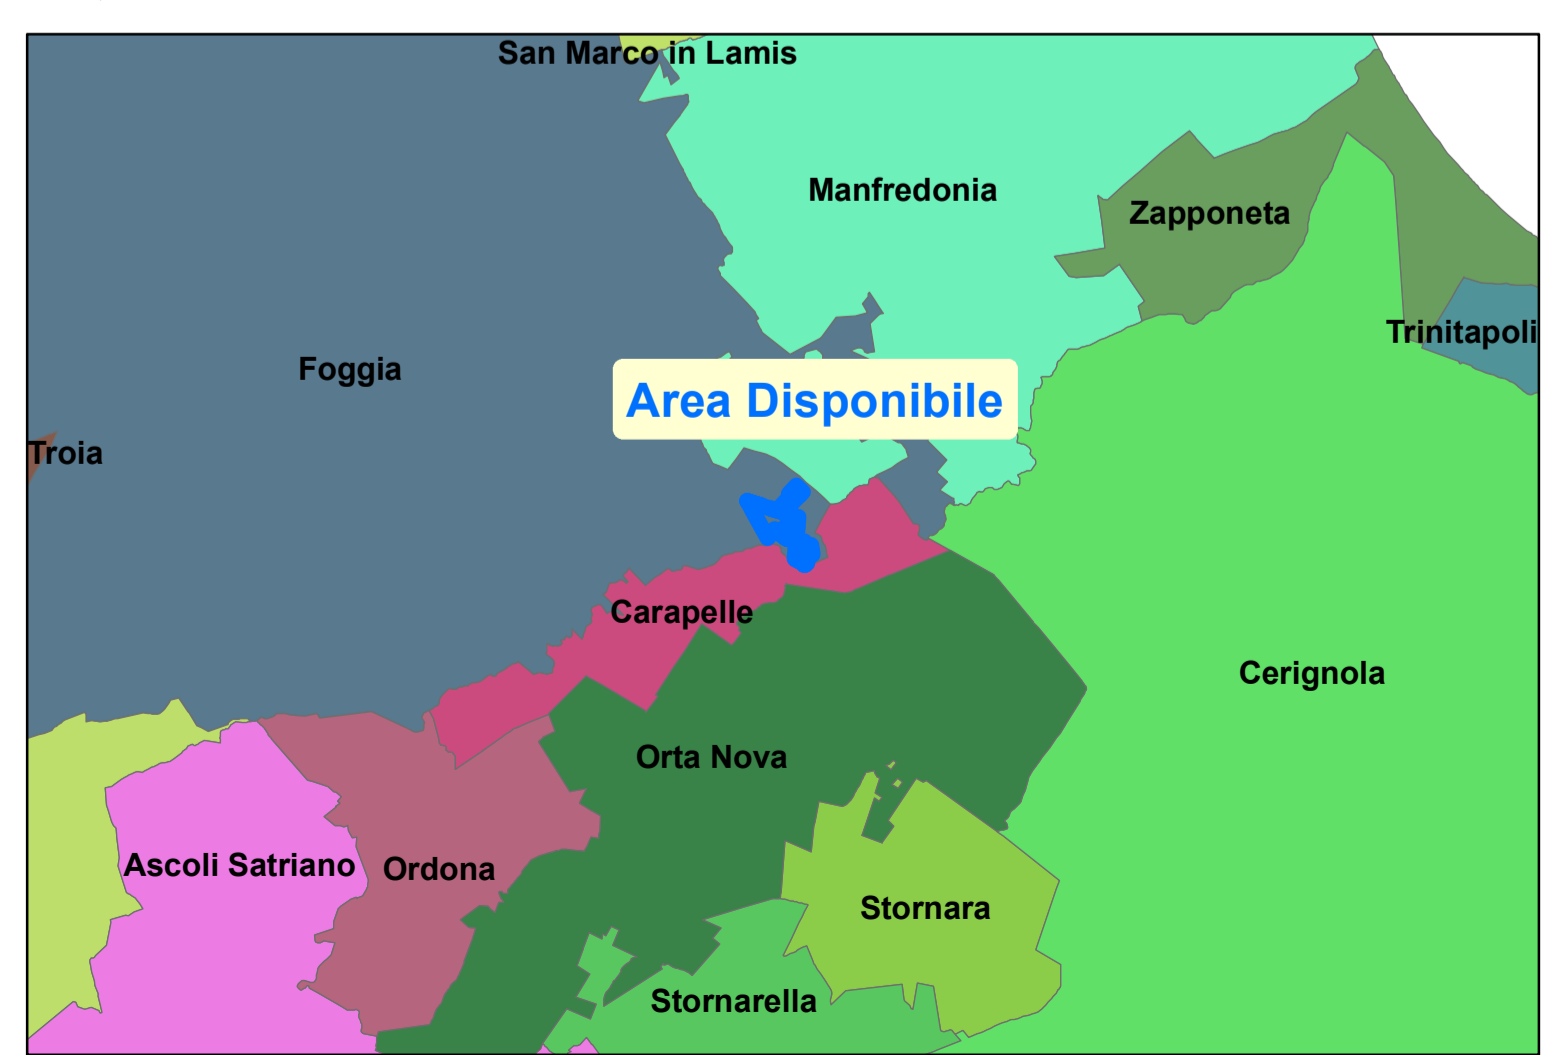 San Marco in Lamis
Manfredonia
Zapponeta
Trinitapoli
Foggia
Area Disponibile
Troia
Carapelle
Cerignola
Orta Nova
Ascoli Satriano
Ordona
Stornara
Stornarella